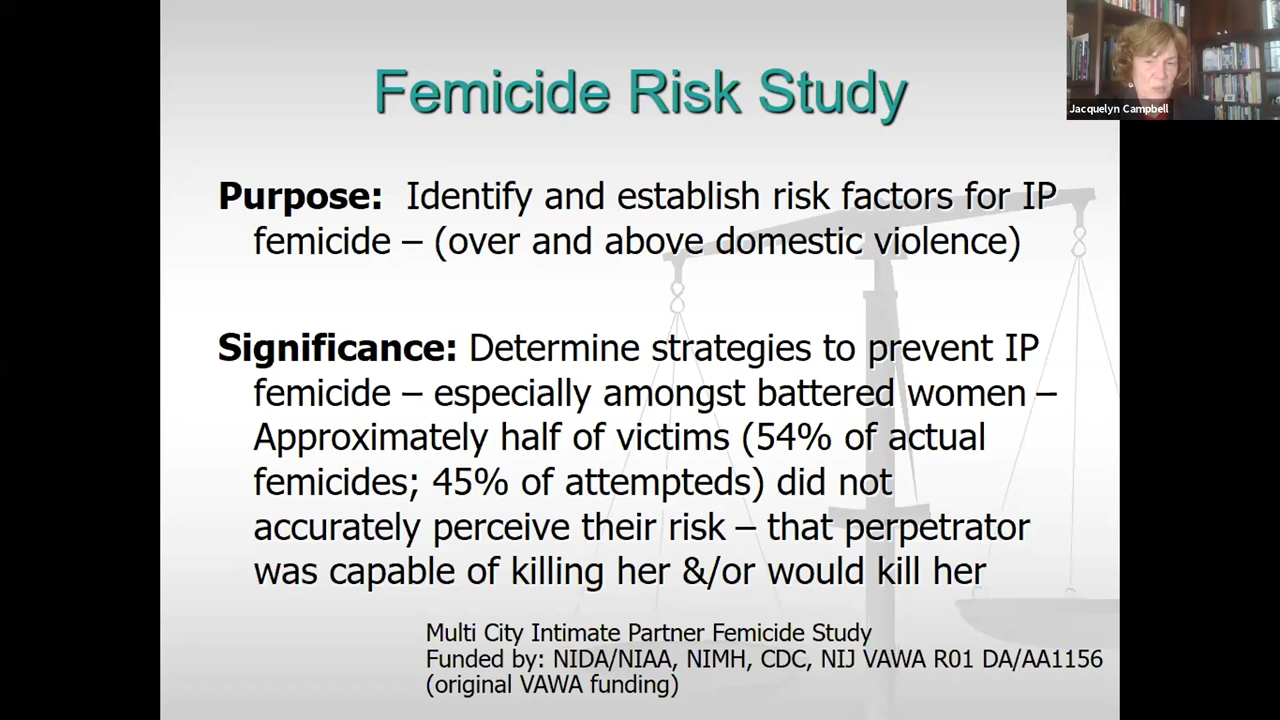 Femicide Risk Study
Jacquelyn Campbell
Purpose: Identify and establish risk factors for IP
femicide – (over and above domestic violence)
Significance: Determine strategies to prevent IP
femicide – especially amongst battered women –
Approximately half of victims (54% of actual
femicides; 45% of attempteds) did not
accurately perceive their risk – that perpetrator
was capable of killing her &/or would kill her
Multi City Intimate Partner Femicide Study
Funded by: NIDA/NIAA, NIMH, CDC, NIJ VAWA R01 DA/AA1156
(original VAWA funding)